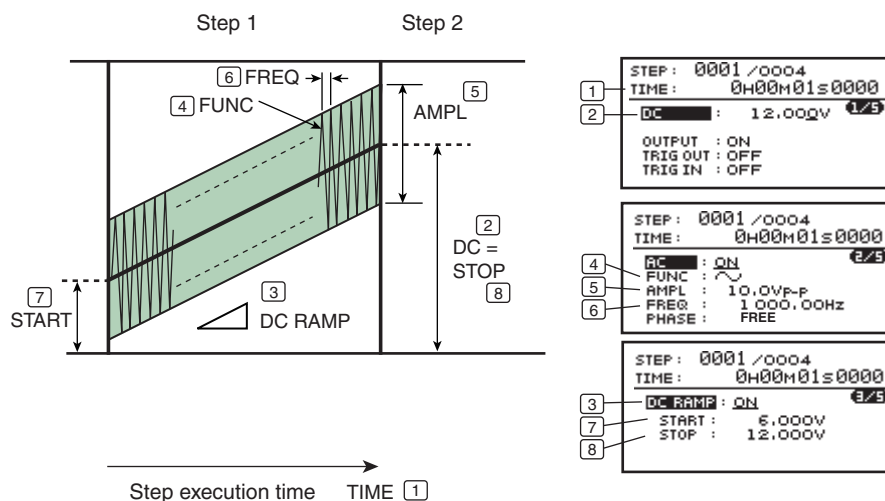 Step 1
Step 2
6 FREQ
4 FUNC
5
AMPL
2
DC =
STOP
8
7
START
3
DC RAMP
Step execution time TIME 1
STEP : 0001 /0004
1 TIME : 0H00M01S0000
2 DC : 12.000V 1/5
OUTPUT : ON
TRIG OUT : OFF
TRIG IN : OFF
STEP : 0001 /0004
TIME : 0H00M01S0000
AC : ON 2/5
4 FUNC :
5 AMPL : 10.0Vp-p
6 FREQ : 1 000.00Hz
PHASE : FREE
STEP : 0001 /0004
TIME : 0H00M01S0000
3 DC RAMP : ON 3/5
7 START : 6.000V
8 STOP : 12.000V